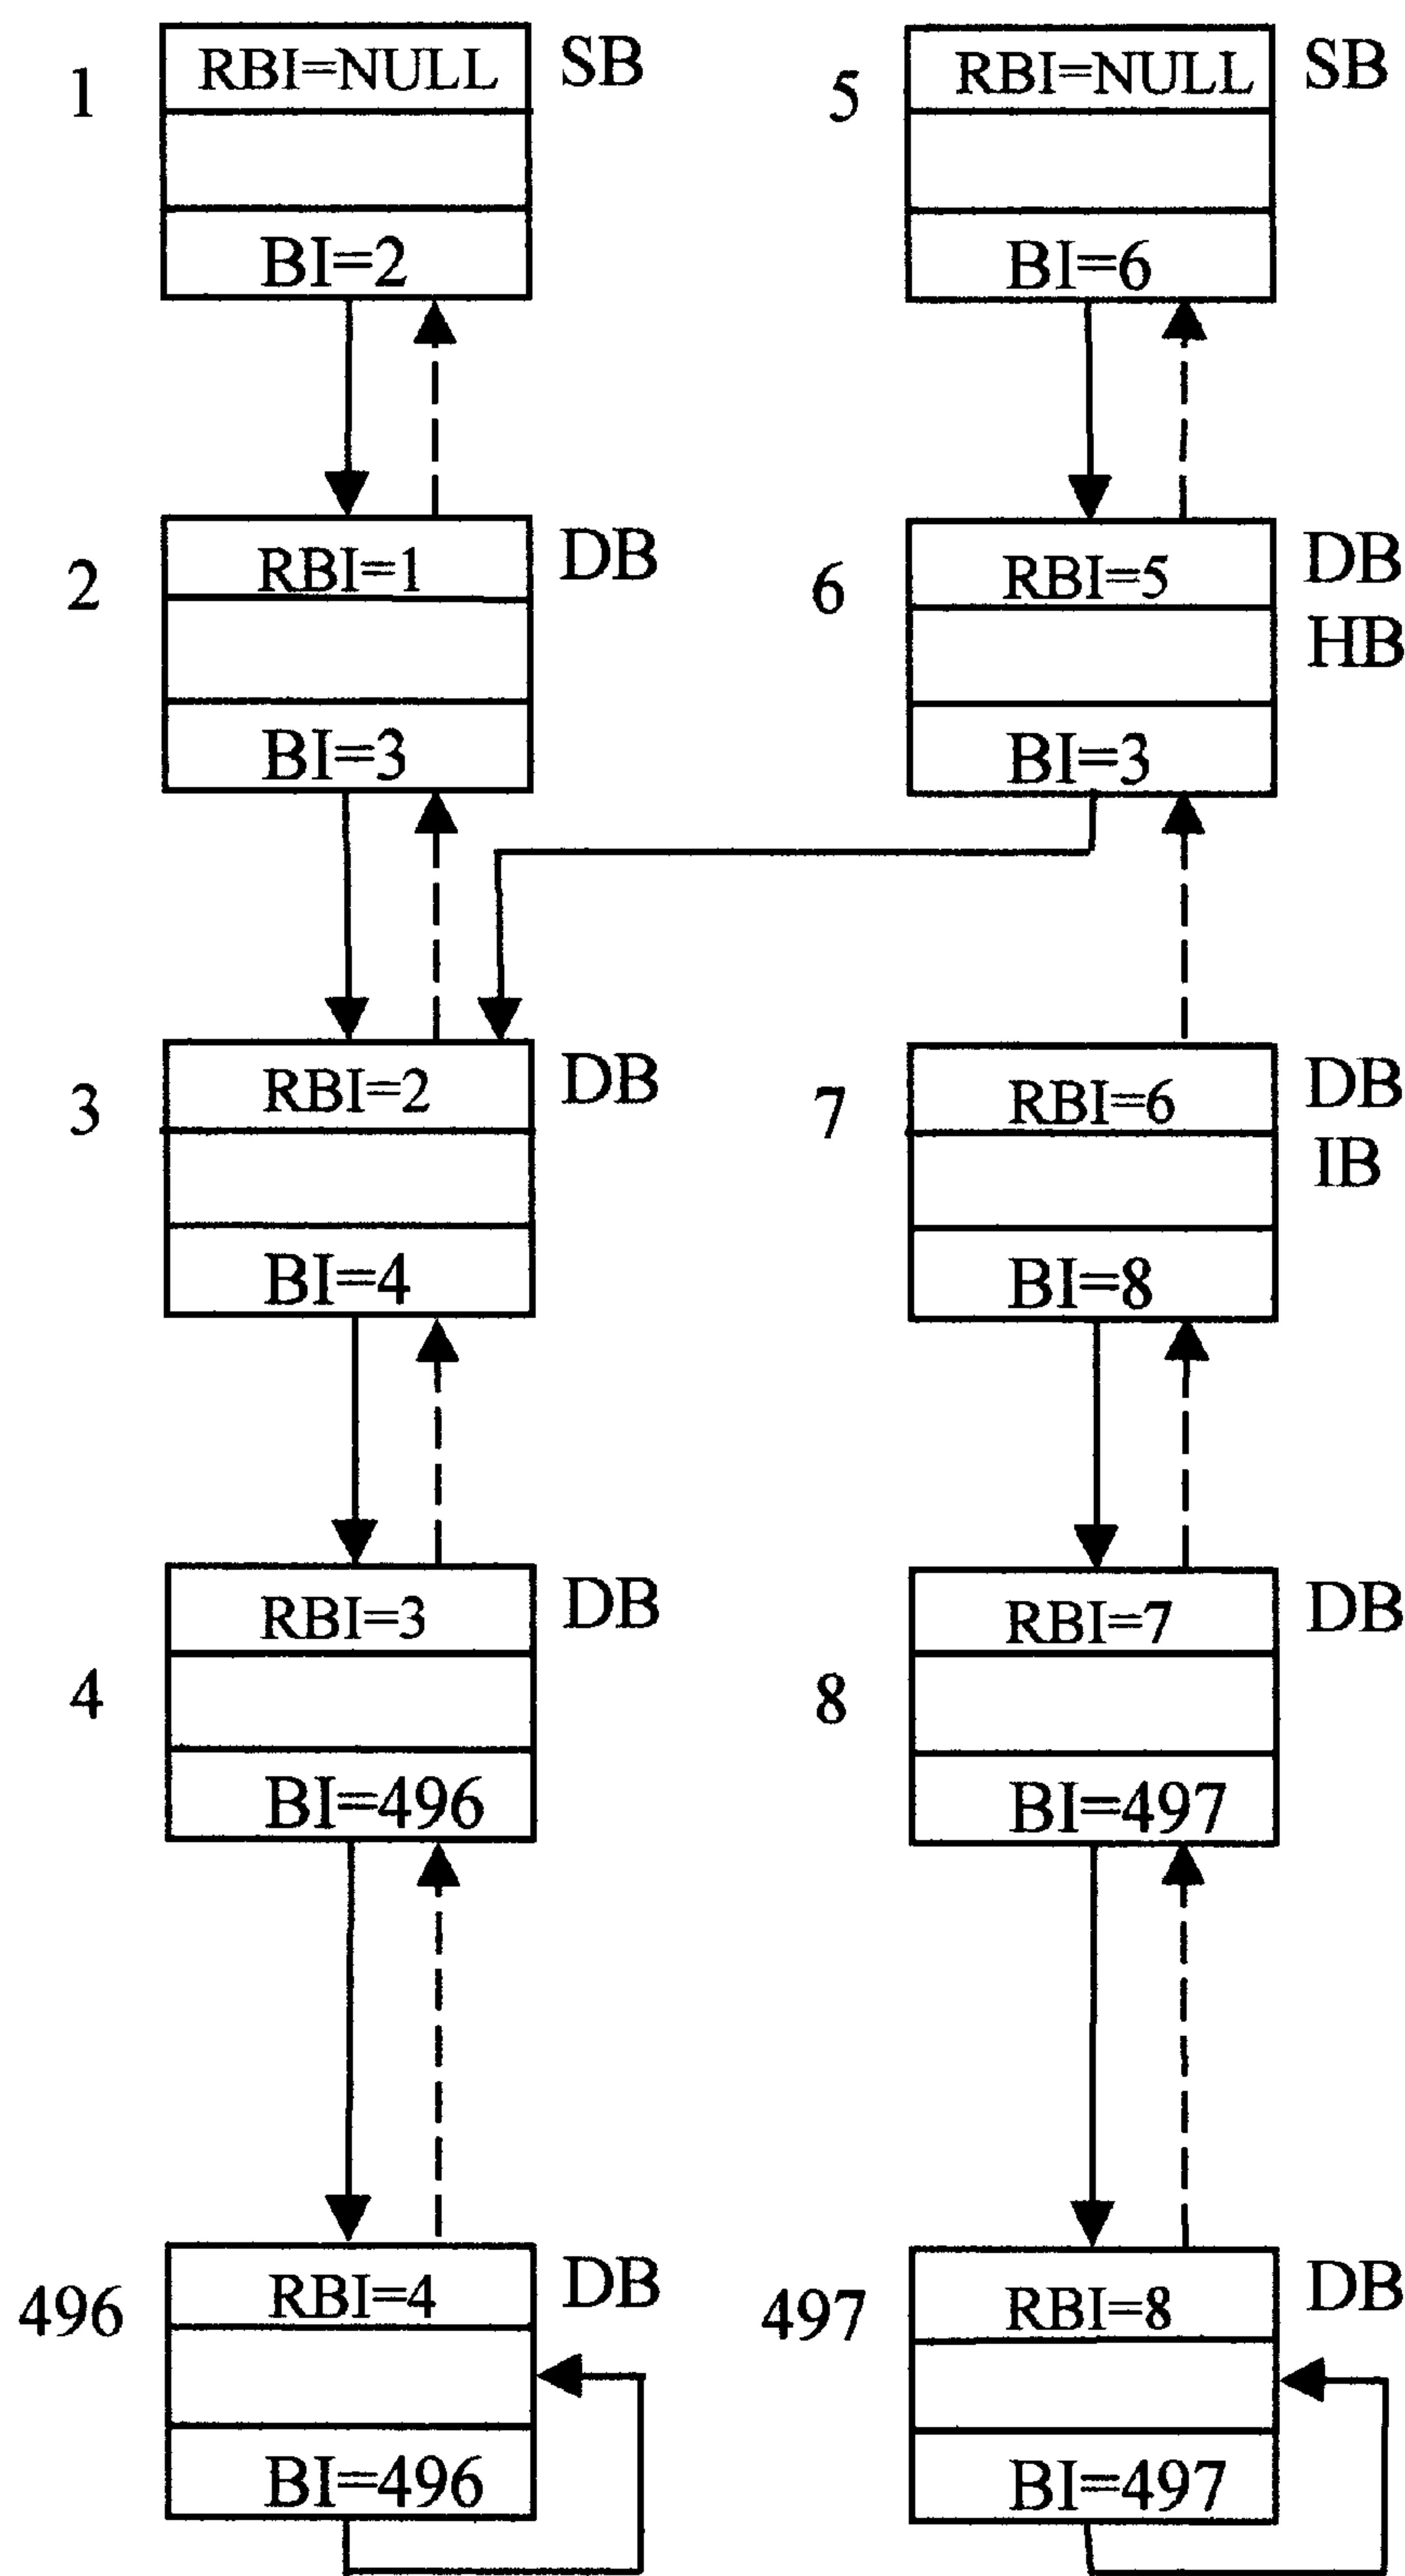 1
RBI=NULL
SB
BI=2
2
RBI=1
DB
BI=3
3
RBI=2
DB
BI=4
4
RBI=3
DB
BI=496
496
RBI=4
DB
BI=496
5
RBI=NULL
SB
BI=6
6
RBI=5
DB
HB
BI=3
7
RBI=6
DB
IB
BI=8
8
RBI=7
DB
BI=497
497
RBI=8
DB
BI=497